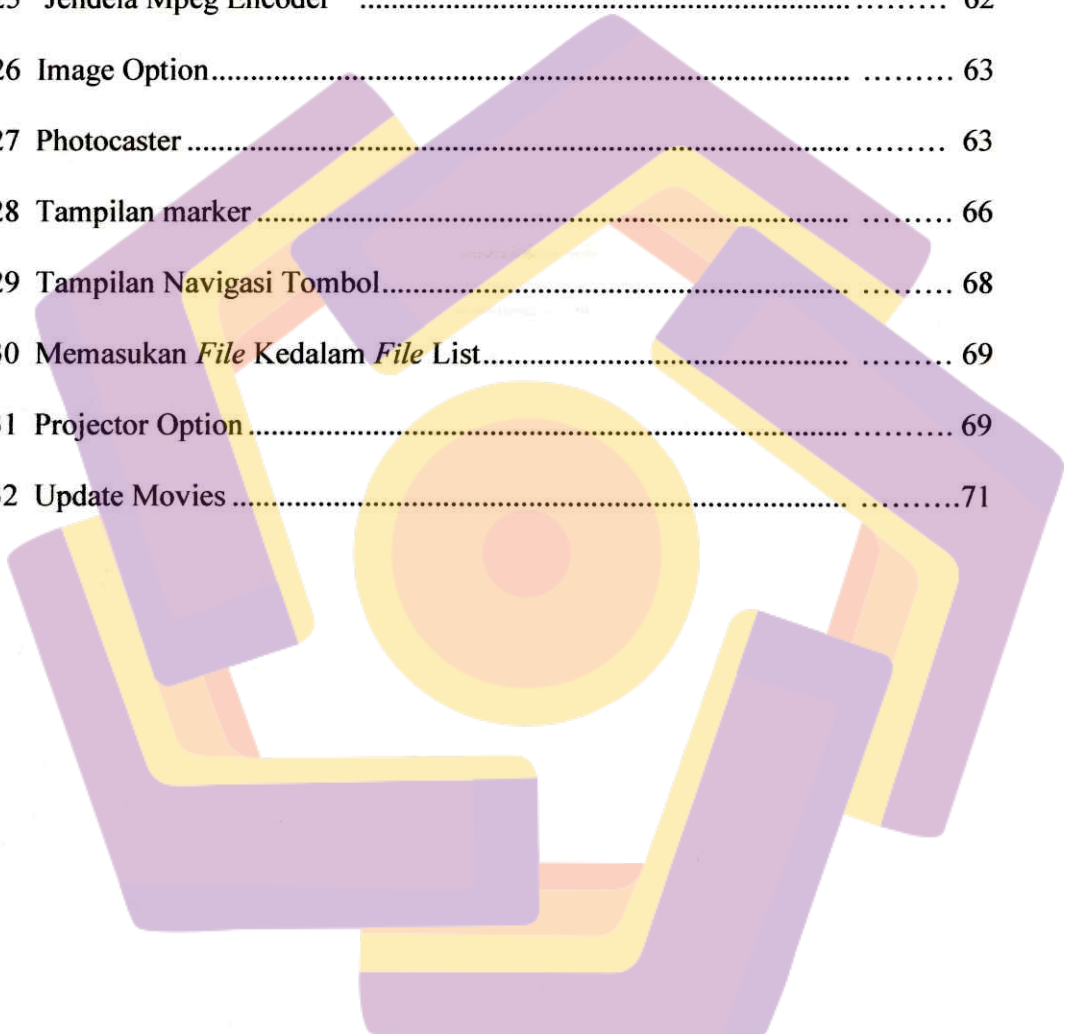 25 Jendela Mpeg Encoder ........ 62
26 Image Option ........ 63
27 Photocaster ........ 63
28 Tampilan marker ........ 66
29 Tampilan Navigasi Tombol ........ 68
30 Memasukan File Kedalam File List ........ 69
31 Projector Option ........ 69
32 Update Movies ........ 71